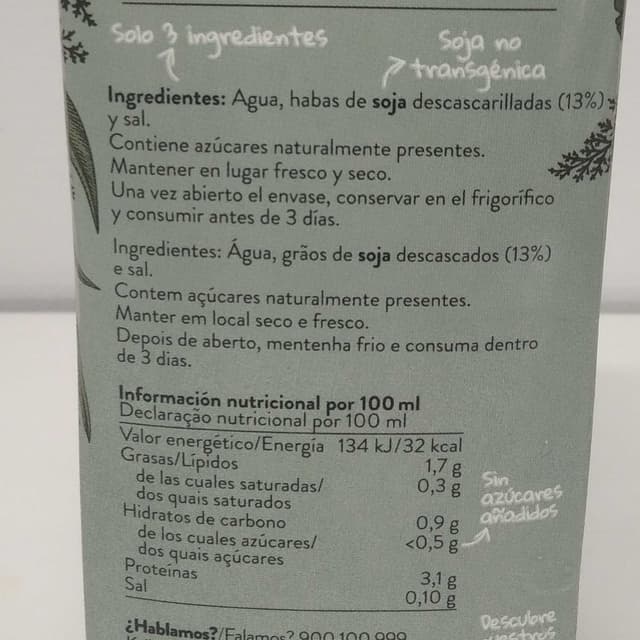 Solo 3 ingredientes
Soja no
transgénica
Ingredientes: Agua, habas de soja descascarilladas (13%)
y sal.
Contiene azúcares naturalmente presentes.
Mantener en lugar fresco y seco.
Una vez abierto el envase, conservar en el frigorífico
y consumir antes de 3 días.
Ingredientes: Água, grãos de soja descascados (13%)
e sal.
Contem açúcares naturalmente presentes.
Manter em local seco e fresco.
Depois de aberto, mentenha frio e consuma dentro
de 3 dias.
Información nutricional por 100 ml
Declaração nutricional por 100 ml
Valor energético/Energía 134 kJ/32 kcal
Grasas/Lípidos 1,7 g
de las cuales saturadas/ 0,3 g
dos quais saturados
Hidratos de carbono 0,9 g
de los cuales azúcares/ <0,5 g
dos quais açúcares
Proteínas 3,1 g
Sal 0,10 g
Sin
azúcares
añadidos
¿Hablamos?/Falamos? 900 100 999
Descubre